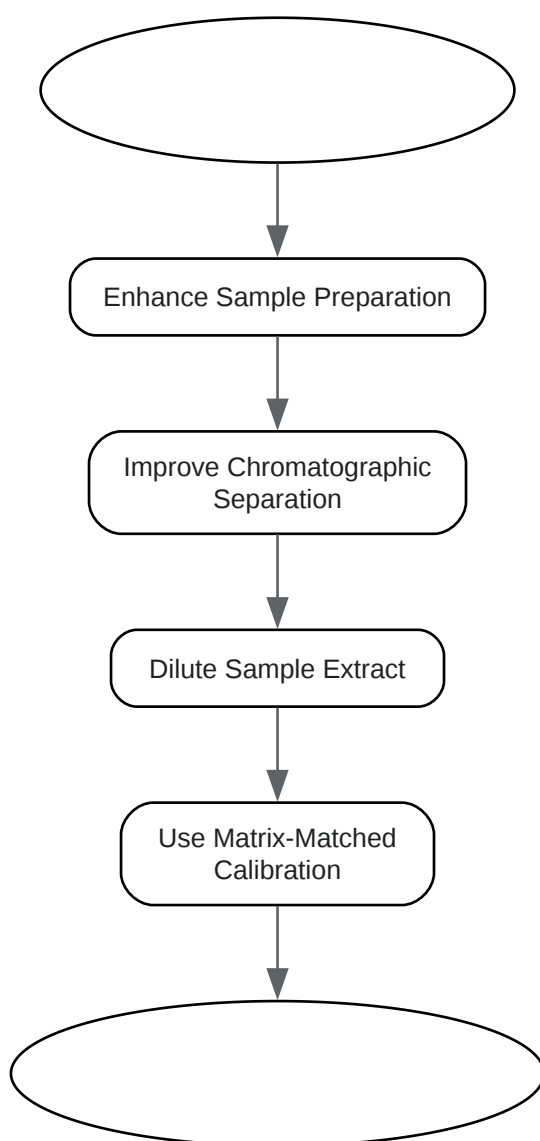 Enhance Sample Preparation
Improve Chromatographic
Separation
Dilute Sample Extract
Use Matrix-Matched
Calibration